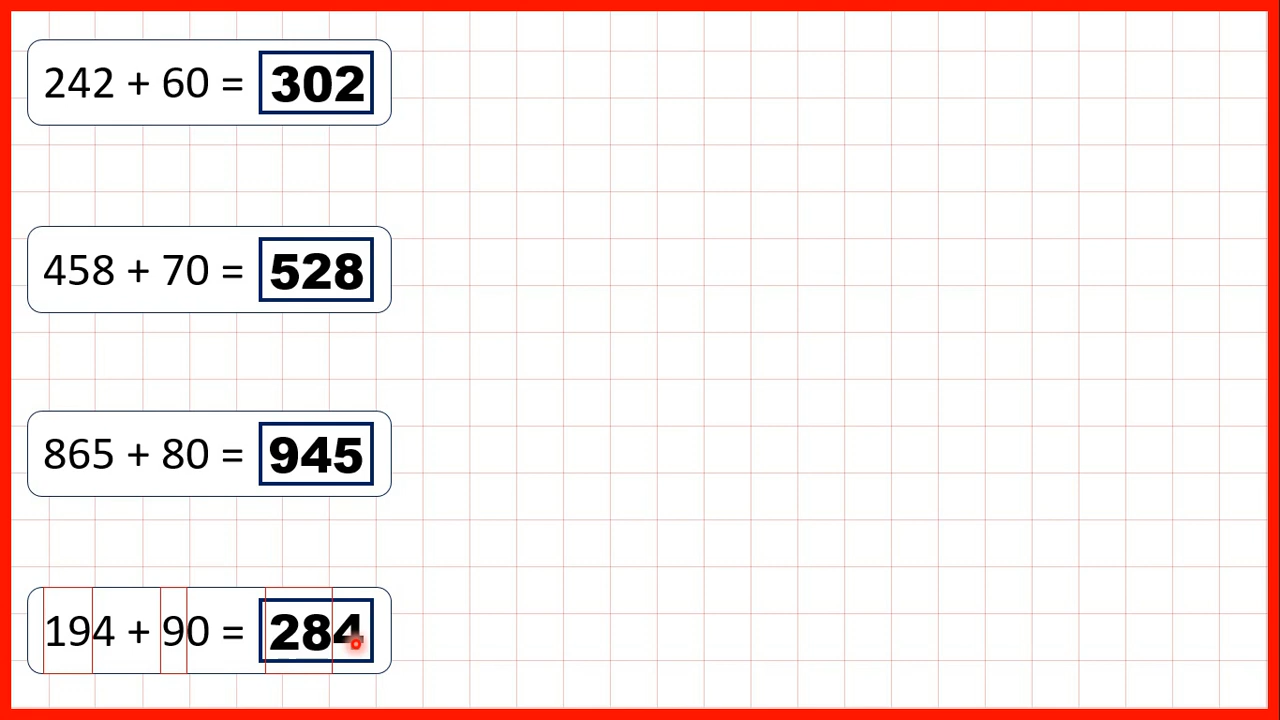 242 + 60 = 302
458 + 70 = 528
865 + 80 = 945
194 + 90 = 284